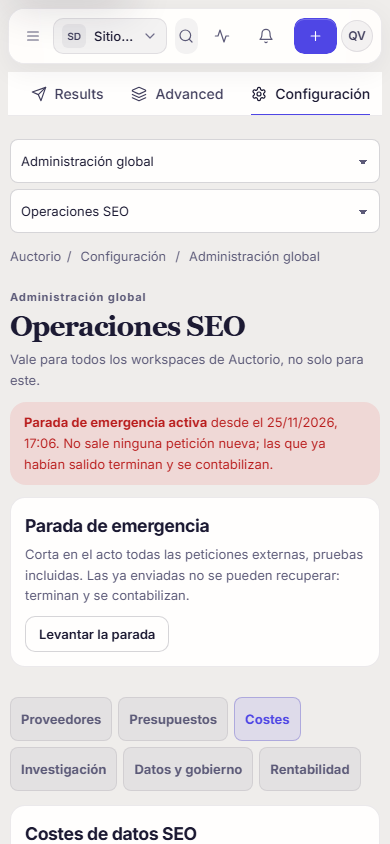 SD Sitio... QV
Results Advanced Configuración
Administración global
Operaciones SEO
Auctorio / Configuración / Administración global
Administración global
Operaciones SEO
Vale para todos los workspaces de Auctorio, no solo para
este.
Parada de emergencia activa desde el 25/11/2026,
17:06. No sale ninguna petición nueva; las que ya
habían salido terminan y se contabilizan.
Parada de emergencia
Corta en el acto todas las peticiones externas, pruebas
incluidas. Las ya enviadas no se pueden recuperar:
terminan y se contabilizan.
Levantar la parada
Proveedores Presupuestos Costes
Investigación Datos y gobierno Rentabilidad
Costes de datos SEO